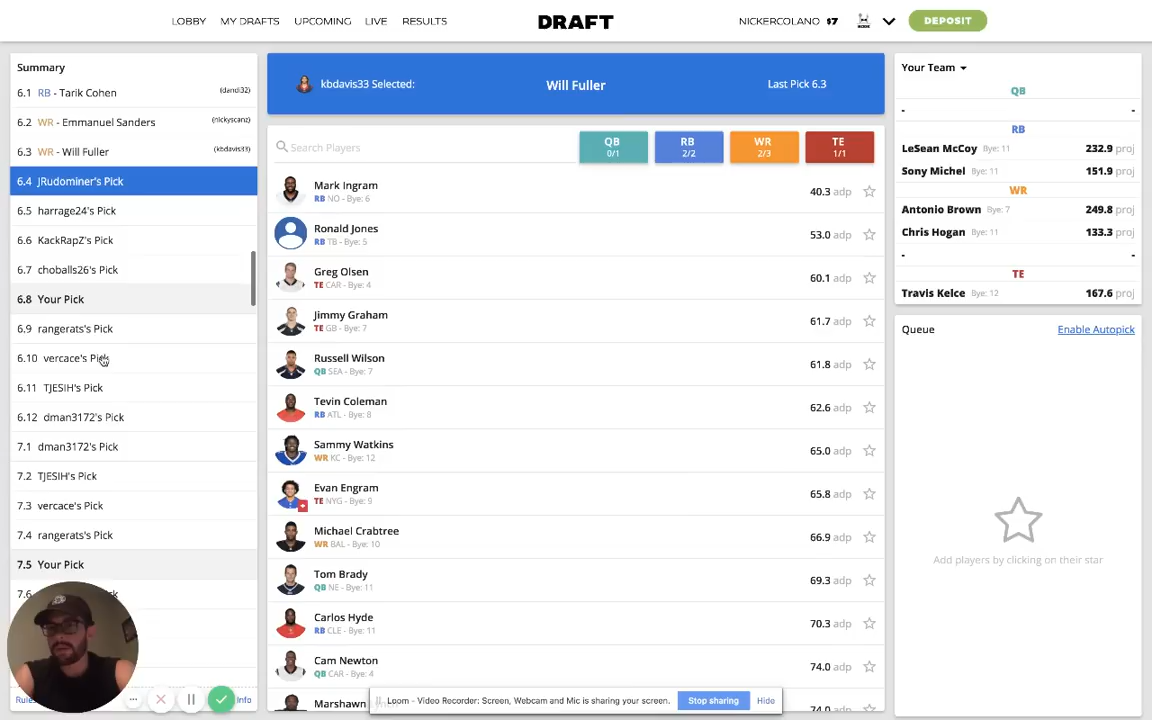 LOBBY MY DRAFTS UPCOMING LIVE RESULTS DRAFT NICKERCOLANO $7 DEPOSIT
Summary
6.1 RB - Tarik Cohen (dandi32)
6.2 WR - Emmanuel Sanders (nickyscanz)
6.3 WR - Will Fuller (kbdavis33)
6.4 JRudominer's Pick
6.5 harrage24's Pick
6.6 KackRapZ's Pick
6.7 choballs26's Pick
6.8 Your Pick
6.9 rangerats's Pick
6.10 vercace's Pick
6.11 TJESIH's Pick
6.12 dman3172's Pick
7.1 dman3172's Pick
7.2 TJESIH's Pick
7.3 vercace's Pick
7.4 rangerats's Pick
7.5 Your Pick
7.6
Rules
Info
kbdavis33 Selected: Will Fuller Last Pick 6.3
Search Players
QB
0/1
RB
2/2
WR
2/3
TE
1/1
Mark Ingram
RB NO - Bye: 6
40.3 adp
Ronald Jones
RB TB - Bye: 5
53.0 adp
Greg Olsen
TE CAR - Bye: 4
60.1 adp
Jimmy Graham
TE GB - Bye: 7
61.7 adp
Russell Wilson
QB SEA - Bye: 7
61.8 adp
Tevin Coleman
RB ATL - Bye: 8
62.6 adp
Sammy Watkins
WR KC - Bye: 12
65.0 adp
Evan Engram
TE NYG - Bye: 9
65.8 adp
Michael Crabtree
WR BAL - Bye: 10
66.9 adp
Tom Brady
QB NE - Bye: 11
69.3 adp
Carlos Hyde
RB CLE - Bye: 11
70.3 adp
Cam Newton
QB CAR - Bye: 4
74.0 adp
Marshawn
74.0 adp
Loom - Video Recorder: Screen, Webcam and Mic is sharing your screen. Stop sharing Hide
Your Team
QB
- -
RB
LeSean McCoy Bye: 11 232.9 proj
Sony Michel Bye: 11 151.9 proj
WR
Antonio Brown Bye: 7 249.8 proj
Chris Hogan Bye: 11 133.3 proj
- -
TE
Travis Kelce Bye: 12 167.6 proj
Queue Enable Autopick
Add players by clicking on their star